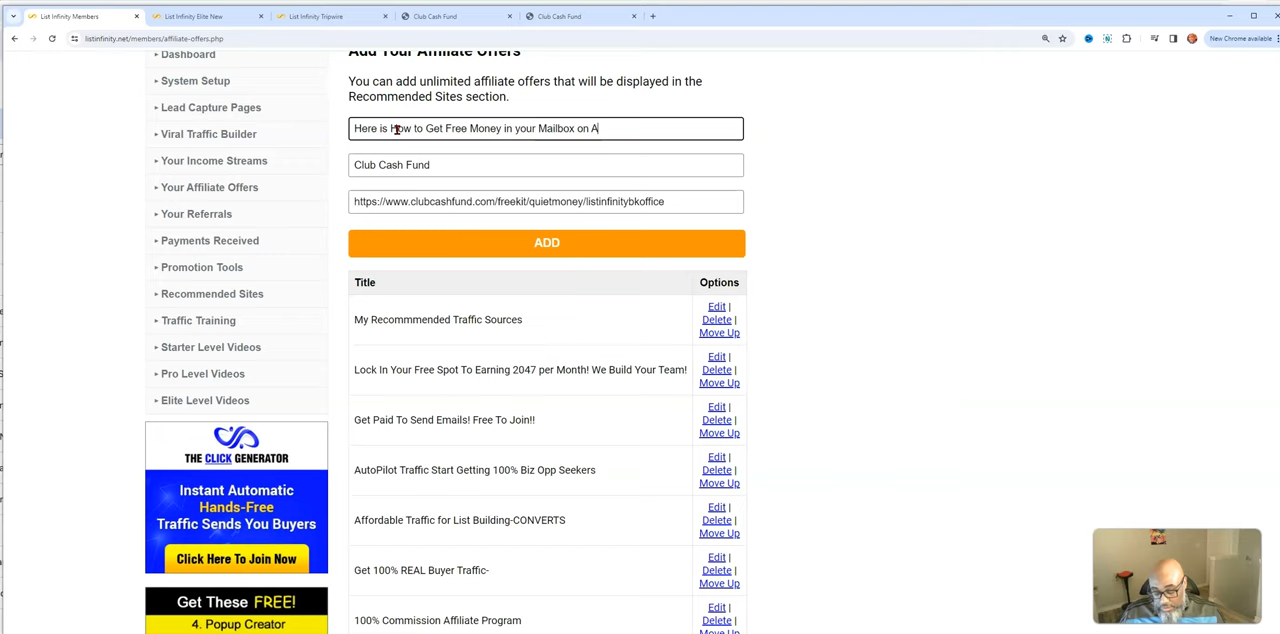 List Infinity Members
List Infinity Elite New
List Infinity Tripwire
Club Cash Fund
Club Cash Fund
listinfinity.net/members/affiliate-offers.php
New Chrome available
Dashboard
System Setup
Lead Capture Pages
Viral Traffic Builder
Your Income Streams
Your Affiliate Offers
Your Referrals
Payments Received
Promotion Tools
Recommended Sites
Traffic Training
Starter Level Videos
Pro Level Videos
Elite Level Videos
THE CLICK GENERATOR
Instant Automatic
Hands-Free
Traffic Sends You Buyers
Click Here To Join Now
Get These FREE!
4. Popup Creator
Add Your Affiliate Offers
You can add unlimited affiliate offers that will be displayed in the
Recommended Sites section.
Here is How to Get Free Money in your Mailbox on A
Club Cash Fund
https://www.clubcashfund.com/freekit/quietmoney/listinfinitybkoffice
ADD
Title Options
My Recommmended Traffic Sources
Edit |
Delete |
Move Up
Lock In Your Free Spot To Earning 2047 per Month! We Build Your Team!
Edit |
Delete |
Move Up
Get Paid To Send Emails! Free To Join!!
Edit |
Delete |
Move Up
AutoPilot Traffic Start Getting 100% Biz Opp Seekers
Edit |
Delete |
Move Up
Affordable Traffic for List Building-CONVERTS
Edit |
Delete |
Move Up
Get 100% REAL Buyer Traffic-
Edit |
Delete |
Move Up
100% Commission Affiliate Program
Edit |
Delete |
Move Up